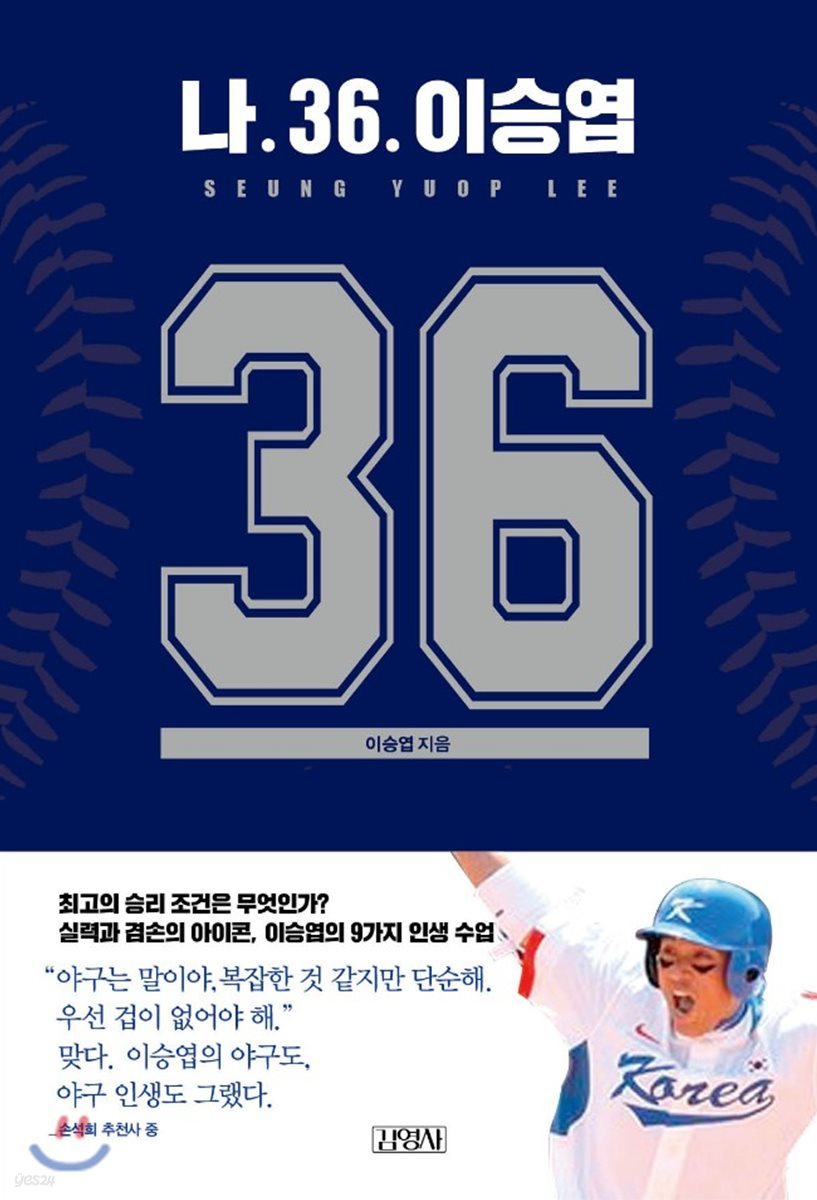 나.36.이승엽
SEUNG YUOP LEE
36
이승엽 지음
최고의 승리 조건은 무엇인가?
실력과 겸손의 아이콘, 이승엽의 9가지 인생 수업
“야구는 말이야, 복잡한 것 같지만 단순해.
우선 겁이 없어야 해.”
맞다. 이승엽의 야구도,
야구 인생도 그랬다.
_손석희 추천사 중
김영사
K
Korea
yes24